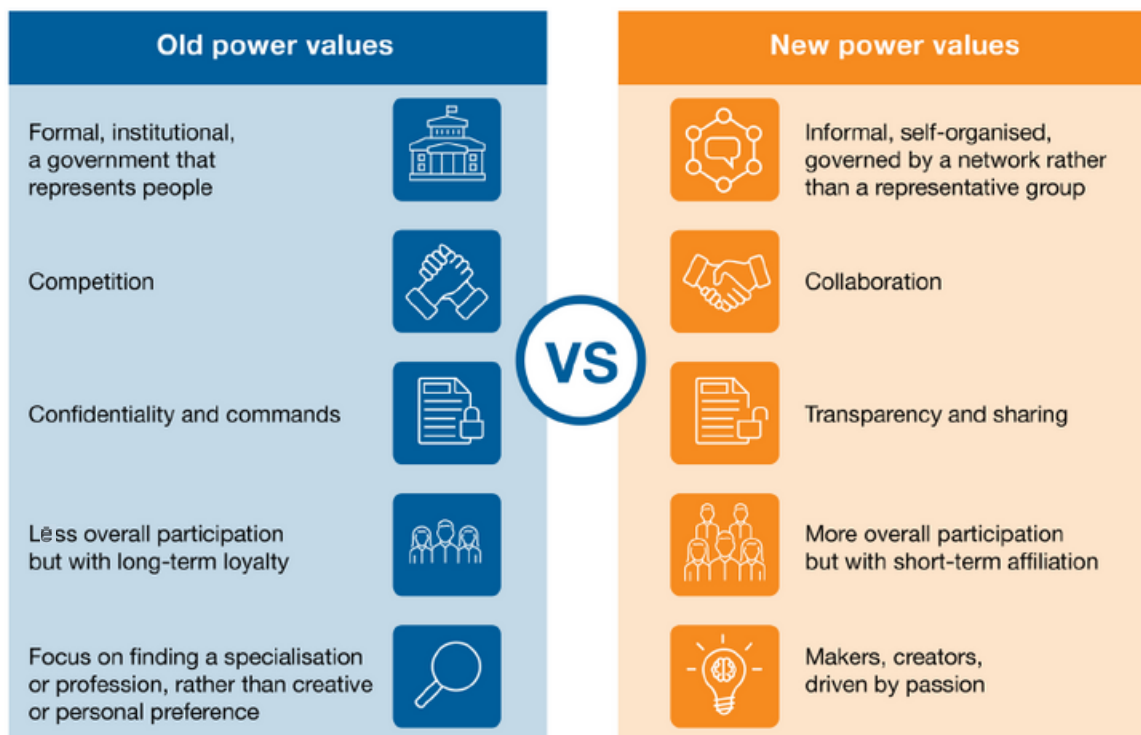 Old power values
New power values
Formal, institutional,
a government that
represents people
Informal, self-organised,
governed by a network rather
than a representative group
Competition
Collaboration
VS
Confidentiality and commands
Transparency and sharing
Lēss overall participation
but with long-term loyalty
More overall participation
but with short-term affiliation
Focus on finding a specialisation
or profession, rather than creative
or personal preference
Makers, creators,
driven by passion